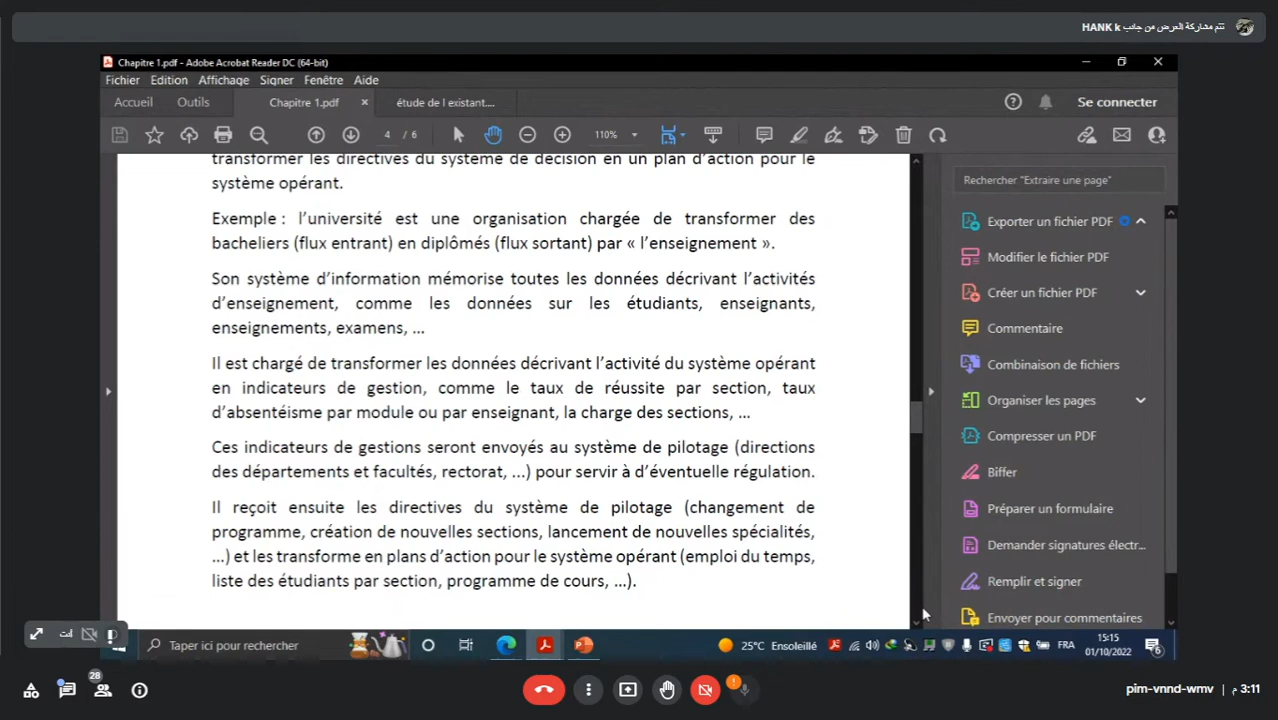 تتم مشاركة العرض من جانب HANK k
Chapitre 1.pdf - Adobe Acrobat Reader DC (64-bit)
Fichier Edition Affichage Signer Fenêtre Aide
Accueil Outils Chapitre 1.pdf × étude de l existant.... Se connecter
4 / 6 110%
transformer les directives du système de décision en un plan d'action pour le
système opérant.
Exemple : l'université est une organisation chargée de transformer des
bacheliers (flux entrant) en diplômés (flux sortant) par « l'enseignement ».
Son système d'information mémorise toutes les données décrivant l'activités
d'enseignement, comme les données sur les étudiants, enseignants,
enseignements, examens, ...
Il est chargé de transformer les données décrivant l'activité du système opérant
en indicateurs de gestion, comme le taux de réussite par section, taux
d'absentéisme par module ou par enseignant, la charge des sections, ...
Ces indicateurs de gestions seront envoyés au système de pilotage (directions
des départements et facultés, rectorat, ...) pour servir à d'éventuelle régulation.
Il reçoit ensuite les directives du système de pilotage (changement de
programme, création de nouvelles sections, lancement de nouvelles spécialités,
...) et les transforme en plans d'action pour le système opérant (emploi du temps,
liste des étudiants par section, programme de cours, ...).
Rechercher "Extraire une page"
Exporter un fichier PDF
Modifier le fichier PDF
Créer un fichier PDF
Commentaire
Combinaison de fichiers
Organiser les pages
Compresser un PDF
Biffer
Préparer un formulaire
Demander signatures électr...
Remplir et signer
Envoyer pour commentaires
انت
Taper ici pour rechercher
25°C Ensoleillé
FRA
15:15
01/10/2022
6
28
pim-vnnd-wmv | 3:11 م